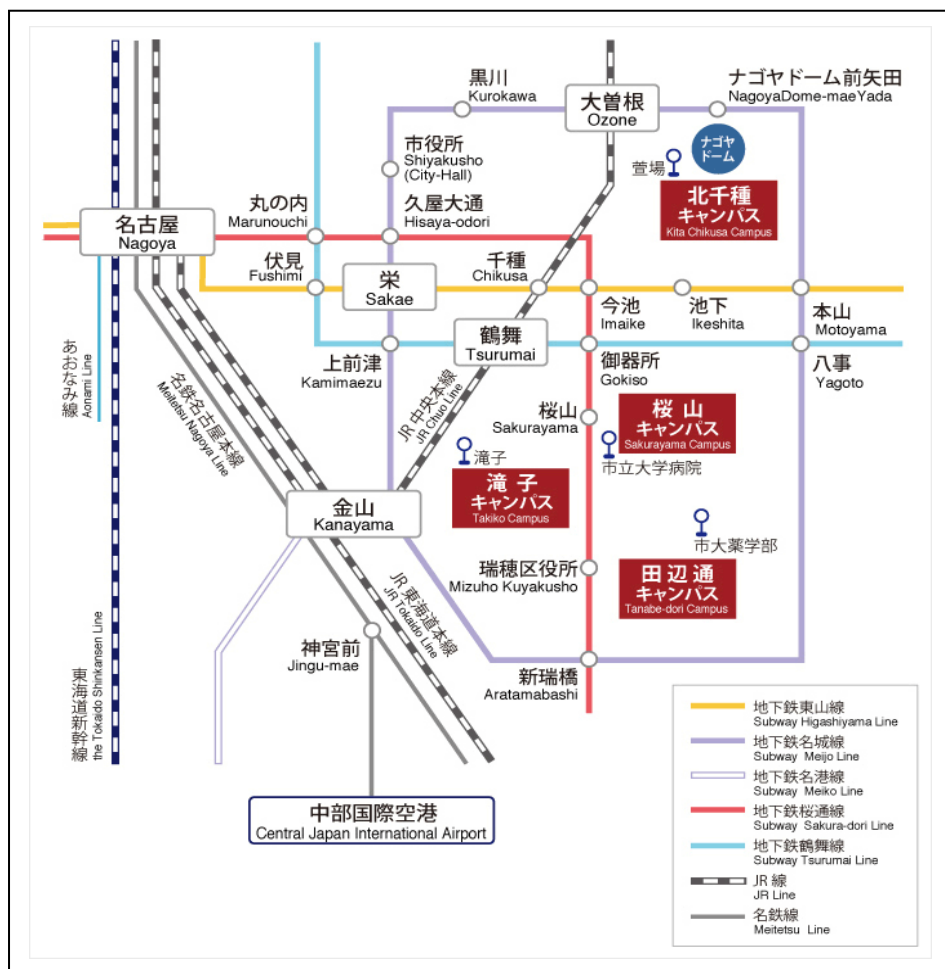 黒川
Kurokawa
大曽根
Ozone
ナゴヤドーム前矢田
NagoyaDome-maeYada
ナゴヤ
ドーム
市役所
Shiyakusho
(City-Hall)
萱場
北千種
キャンパス
Kita Chikusa Campus
丸の内
Marunouchi
久屋大通
Hisaya-odori
名古屋
Nagoya
伏見
Fushimi
栄
Sakae
千種
Chikusa
今池
Imaike
池下
Ikeshita
本山
Motoyama
鶴舞
Tsurumai
上前津
Kamimaezu
御器所
Gokiso
八事
Yagoto
あおなみ線
Aonami Line
名鉄名古屋本線
Meitetsu Nagoya Line
JR中央本線
JR Chuo Line
桜山
Sakurayama
桜山
キャンパス
Sakurayama Campus
市立大学病院
滝子
滝子
キャンパス
Takiko Campus
金山
Kanayama
市大薬学部
瑞穂区役所
Mizuho Kuyakusho
田辺通
キャンパス
Tanabe-dori Campus
JR東海道本線
JR Tokaido Line
神宮前
Jingu-mae
新瑞橋
Aratamabashi
東海道新幹線
the Tokaido Shinkansen Line
中部国際空港
Central Japan International Airport
地下鉄東山線
Subway Higashiyama Line
地下鉄名城線
Subway Meijo Line
地下鉄名港線
Subway Meiko Line
地下鉄桜通線
Subway Sakura-dori Line
地下鉄鶴舞線
Subway Tsurumai Line
JR線
JR Line
名鉄線
Meitetsu Line